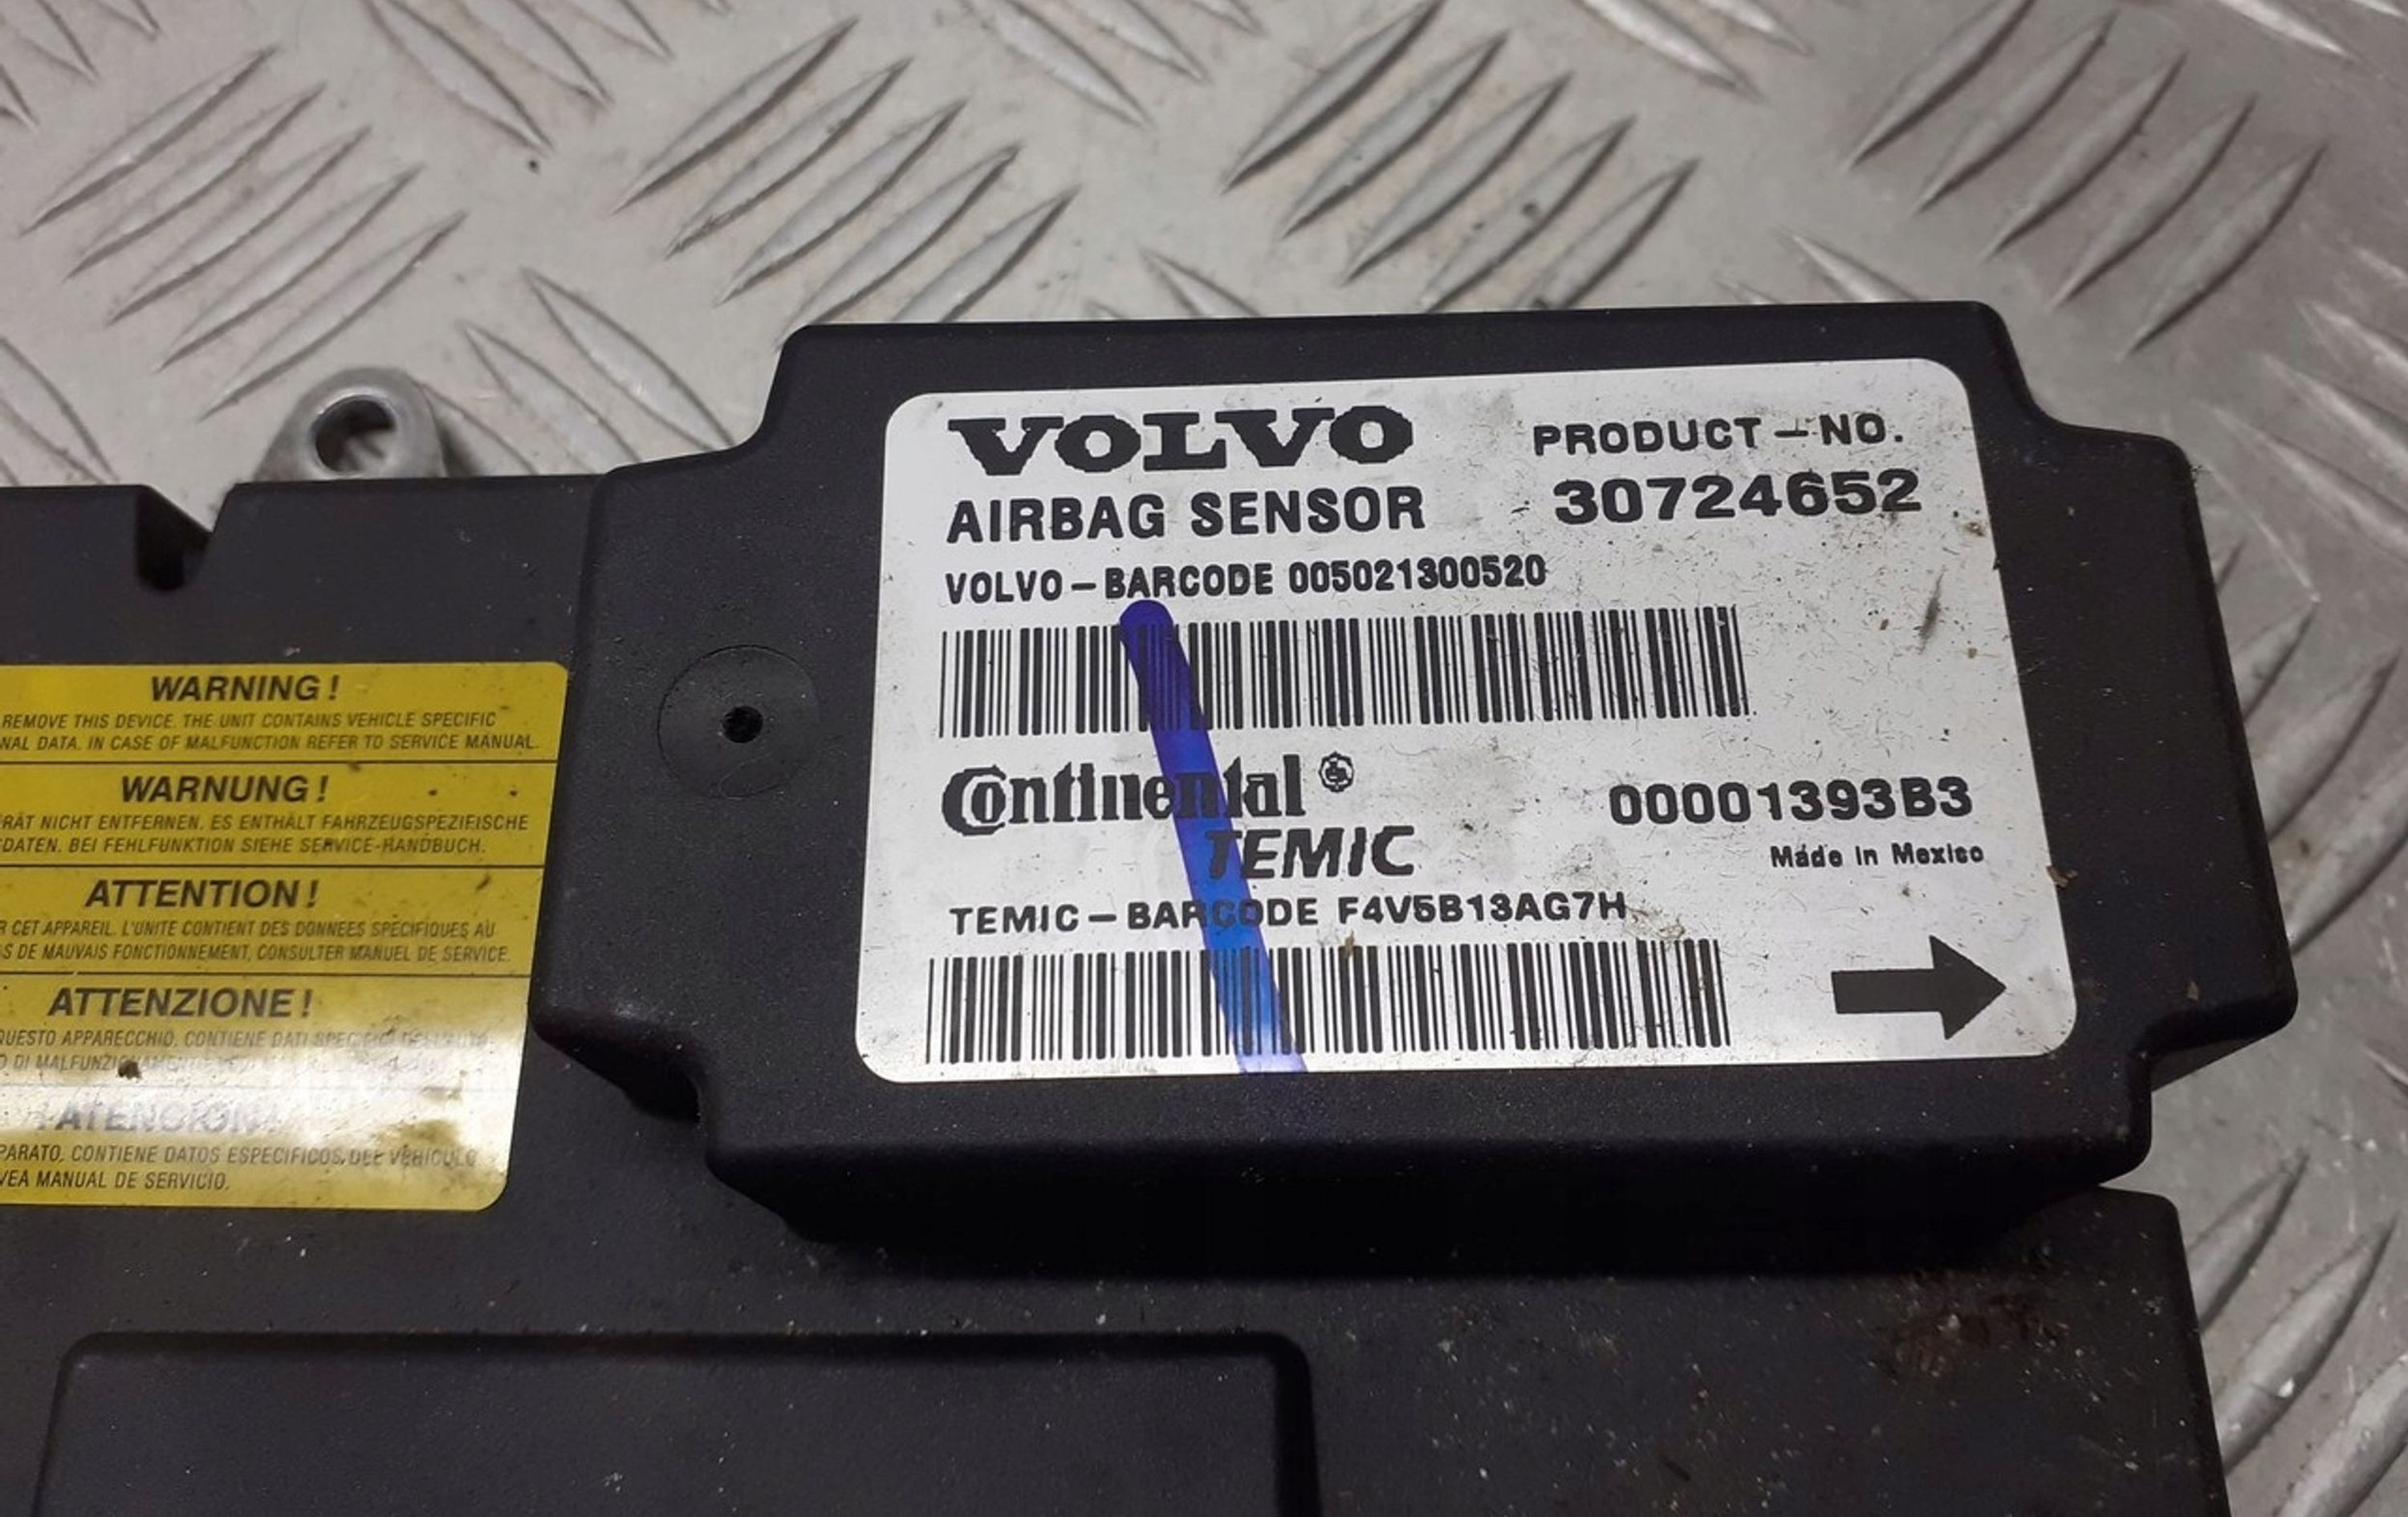 VOLVO
PRODUCT – NO.
AIRBAG SENSOR
30724652
VOLVO – BARCODE 005021300520
Continental®
TEMIC
00001393B3
Made in Mexico
TEMIC – BARCODE F4V5B13AG7H
WARNING !
REMOVE THIS DEVICE. THE UNIT CONTAINS VEHICLE SPECIFIC
NAL DATA. IN CASE OF MALFUNCTION REFER TO SERVICE MANUAL.
WARNUNG !
RÄT NICHT ENTFERNEN. ES ENTHÄLT FAHRZEUGSPEZIFISCHE
DATEN. BEI FEHLFUNKTION SIEHE SERVICE-HANDBUCH.
ATTENTION !
R CET APPAREIL. L'UNITE CONTIENT DES DONNEES SPECIFIQUES AU
S DE MAUVAIS FONCTIONNEMENT, CONSULTER MANUEL DE SERVICE.
ATTENZIONE !
QUESTO APPARECCHIO. CONTIENE DATI
DI
¡ATENCION!
PARATO, CONTIENE DATOS ESPECIFICOS, DEL VEHICULO
VEA MANUAL DE SERVICIO.